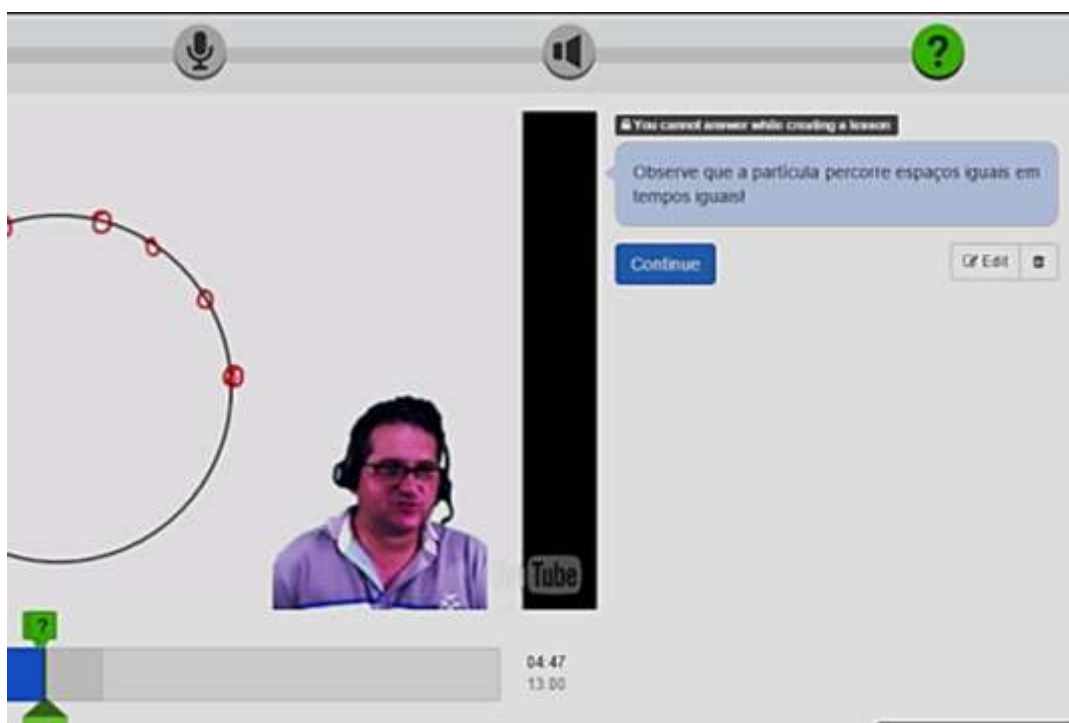 ?
You cannot answer while creating a lesson
Observe que a partícula percorre espaços iguais em
tempos iguais!
Continue
Edit
Tube
?
04:47
13:00